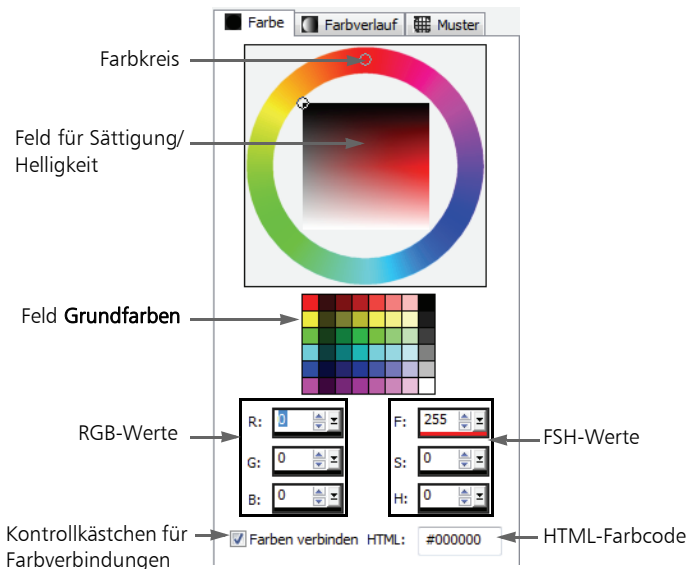 Farbe Farbverlauf Muster
Farbkreis
Feld für Sättigung/
Helligkeit
Feld Grundfarben
RGB-Werte
R: 0
G: 0
B: 0
F: 255
S: 0
H: 0
FSH-Werte
Kontrollkästchen für
Farbverbindungen
Farben verbinden HTML: #000000
HTML-Farbcode